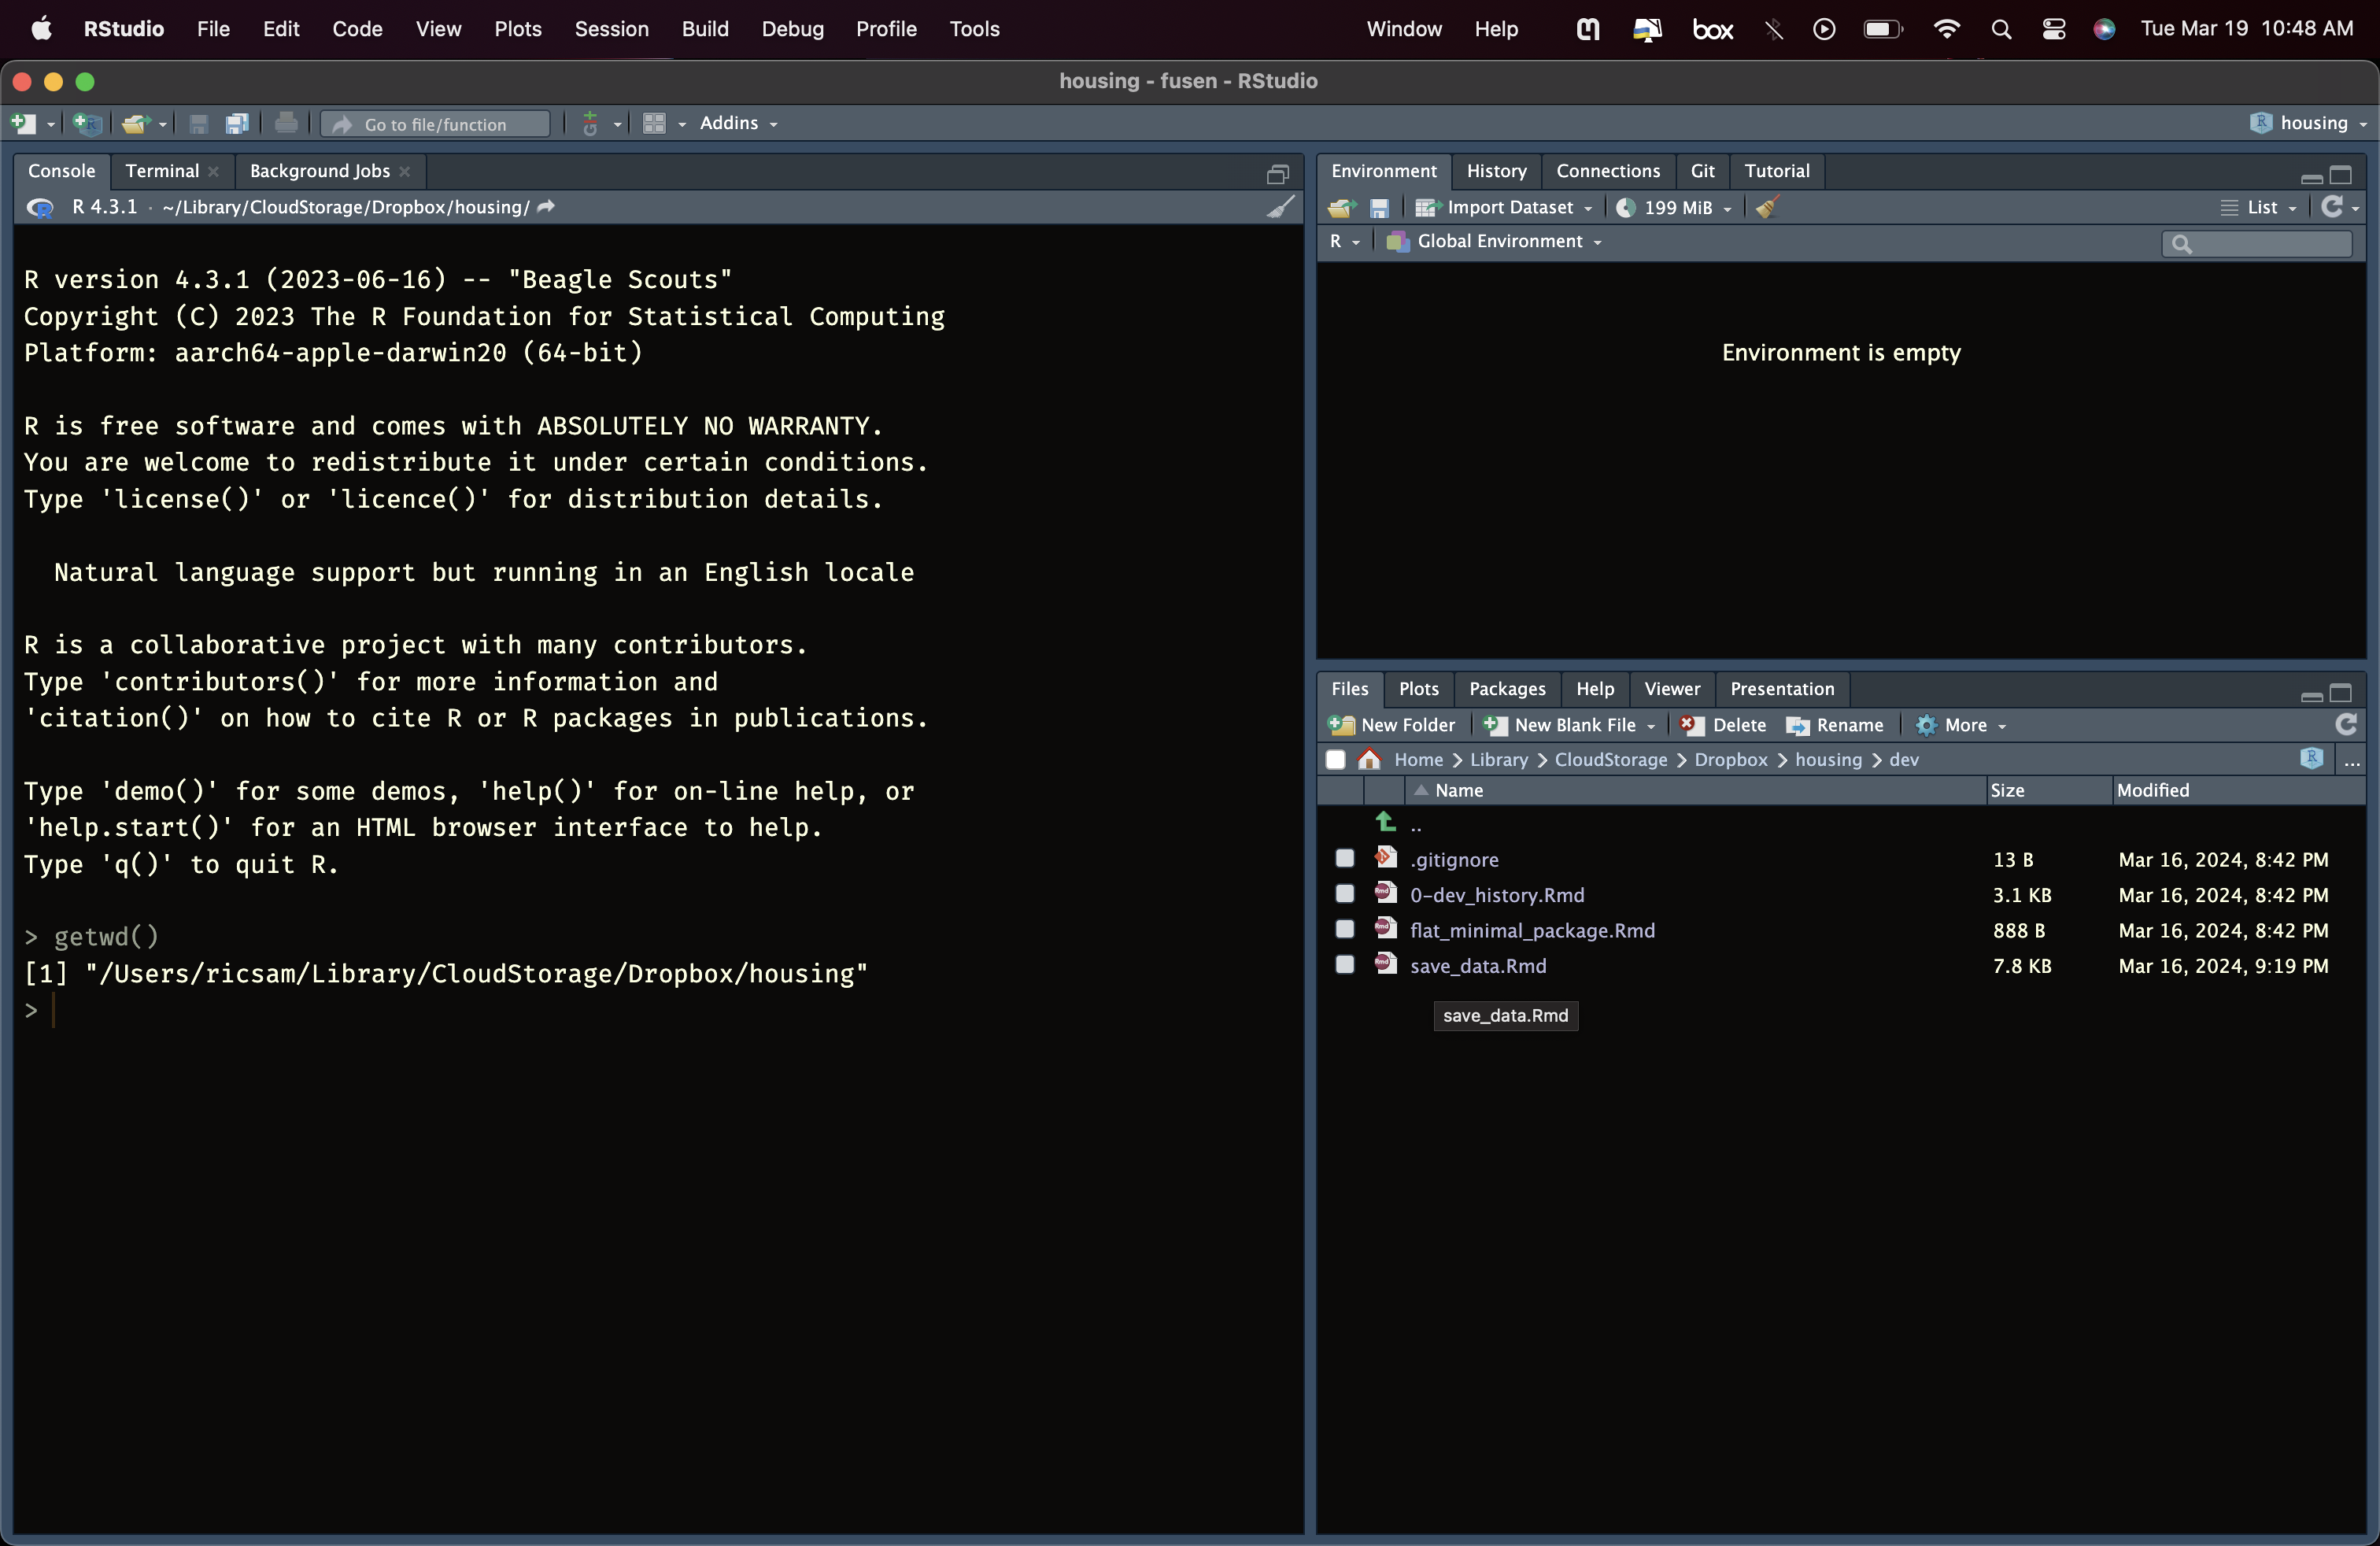 RStudio File Edit Code View Plots Session Build Debug Profile Tools Window Help box Tue Mar 19 10:48 AM
housing - fusen - RStudio
Go to file/function Addins housing
Console Terminal Background Jobs
R 4.3.1 · ~/Library/CloudStorage/Dropbox/housing/
R version 4.3.1 (2023-06-16) -- "Beagle Scouts"
Copyright (C) 2023 The R Foundation for Statistical Computing
Platform: aarch64-apple-darwin20 (64-bit)
R is free software and comes with ABSOLUTELY NO WARRANTY.
You are welcome to redistribute it under certain conditions.
Type 'license()' or 'licence()' for distribution details.
Natural language support but running in an English locale
R is a collaborative project with many contributors.
Type 'contributors()' for more information and
'citation()' on how to cite R or R packages in publications.
Type 'demo()' for some demos, 'help()' for on-line help, or
'help.start()' for an HTML browser interface to help.
Type 'q()' to quit R.
> getwd()
[1] "/Users/ricsam/Library/CloudStorage/Dropbox/housing"
>
Environment History Connections Git Tutorial
Import Dataset 199 MiB List
R Global Environment
Environment is empty
Files Plots Packages Help Viewer Presentation
New Folder New Blank File Delete Rename More
Home > Library > CloudStorage > Dropbox > housing > dev ...
Name Size Modified
..
.gitignore 13 B Mar 16, 2024, 8:42 PM
0-dev_history.Rmd 3.1 KB Mar 16, 2024, 8:42 PM
flat_minimal_package.Rmd 888 B Mar 16, 2024, 8:42 PM
save_data.Rmd 7.8 KB Mar 16, 2024, 9:19 PM
save_data.Rmd